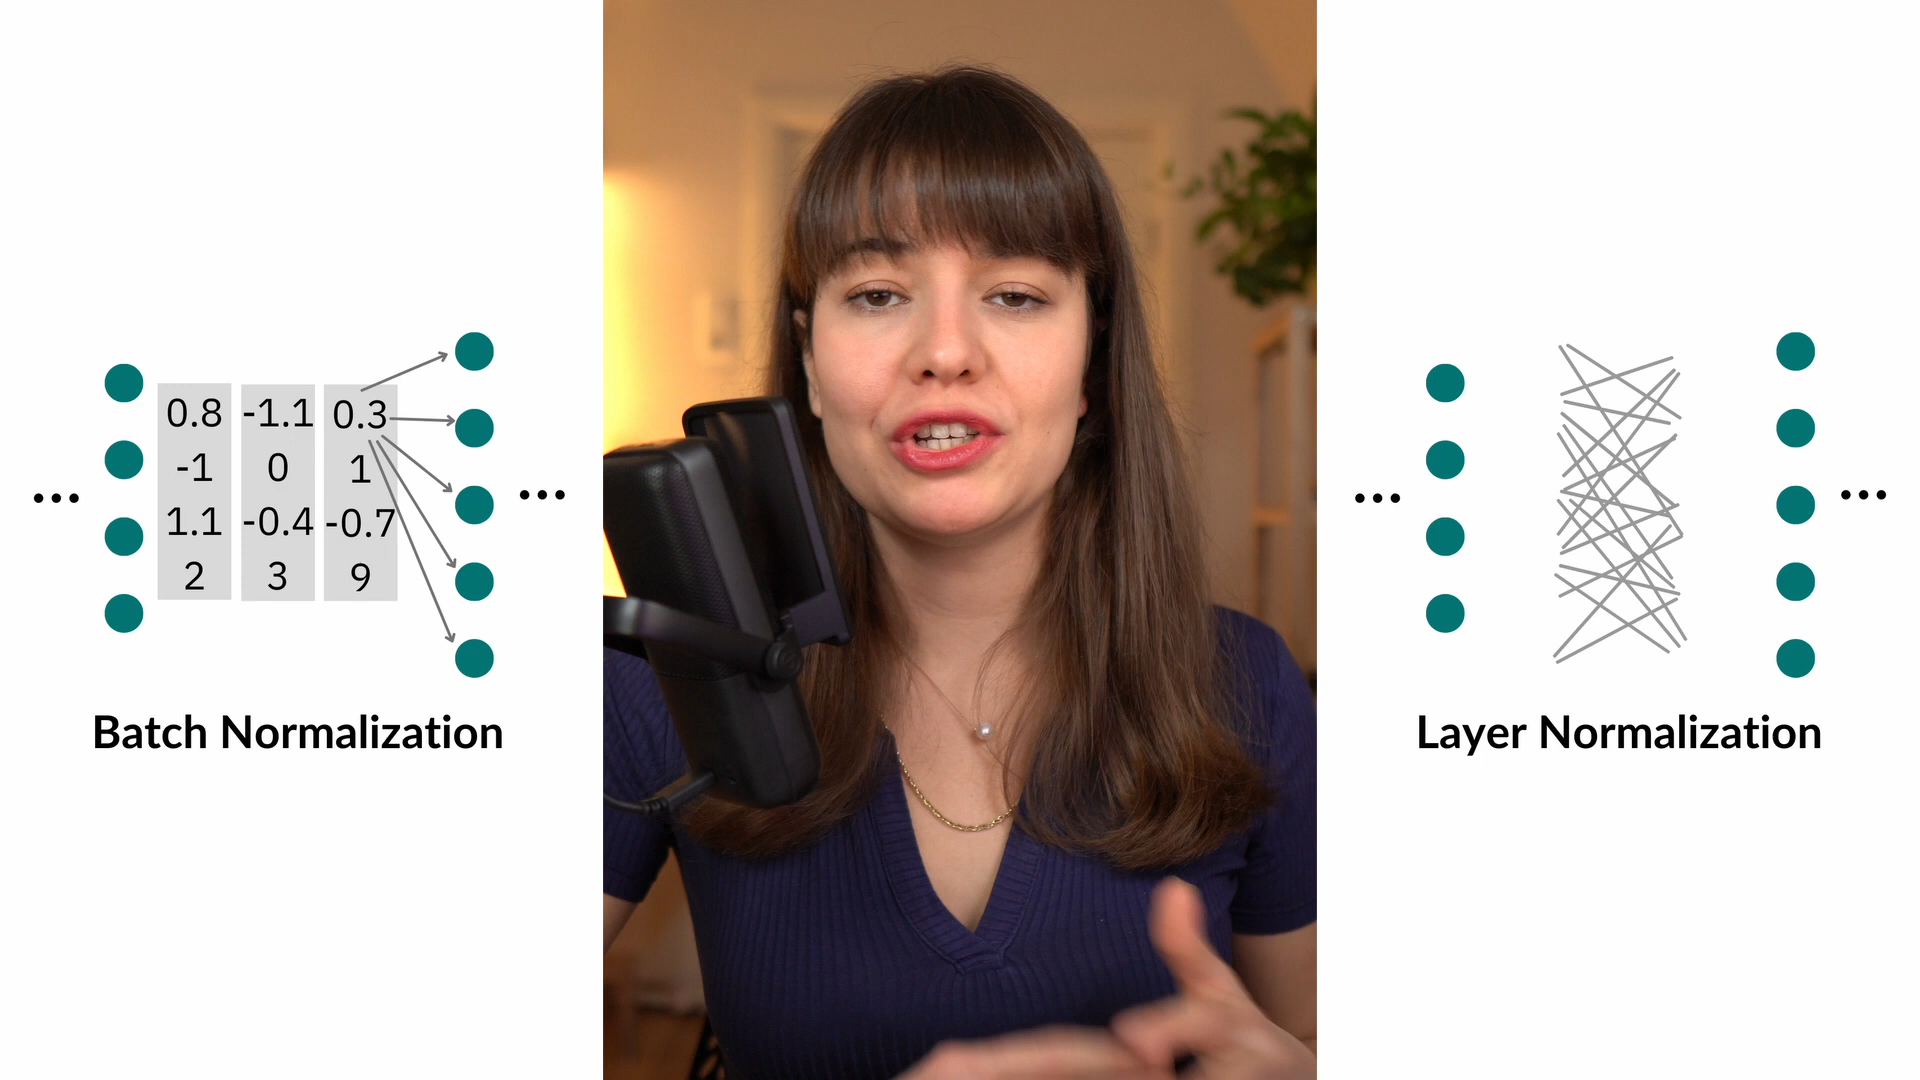 0.8 -1.1 0.3
-1 0 1
1.1 -0.4 -0.7
2 3 9
Batch Normalization
Layer Normalization